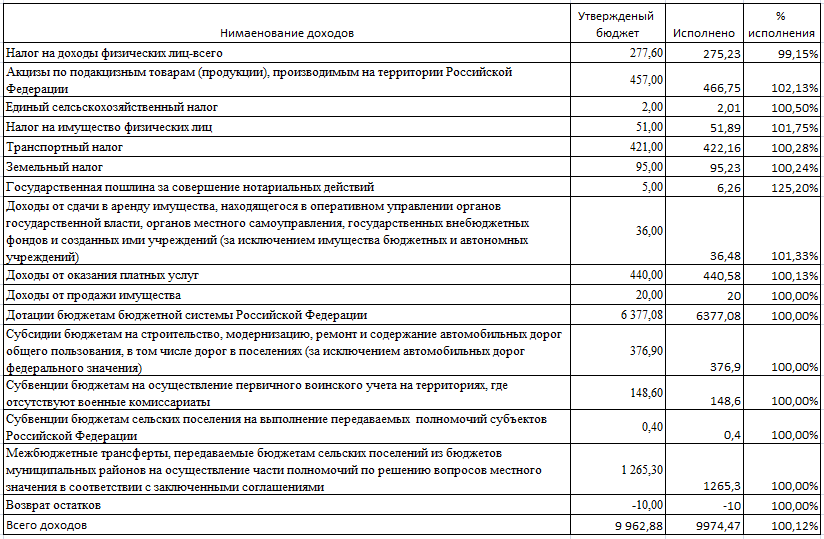 Нимаенование доходов Утвержденый бюджет Исполнено % исполнения
Налог на доходы физических лиц-всего 277,60 275,23 99,15%
Акцизы по подакцизным товарам (продукции), производимым на территории Российской
Федерации 457,00 466,75 102,13%
Единый сельскохозяйственный налог 2,00 2,01 100,50%
Налог на имущество физических лиц 51,00 51,89 101,75%
Транспортный налог 421,00 422,16 100,28%
Земельный налог 95,00 95,23 100,24%
Государственная пошлина за совершение нотариальных действий 5,00 6,26 125,20%
Доходы от сдачи в аренду имущества, находящегося в оперативном управлении органов
государственной власти, органов местного самоуправления, государственных внебюджетных
фондов и созданных ими учреждений (за исключением имущества бюджетных и автономных
учреждений) 36,00 36,48 101,33%
Доходы от оказания платных услуг 440,00 440,58 100,13%
Доходы от продажи имущества 20,00 20 100,00%
Дотации бюджетам бюджетной системы Российской Федерации 6 377,08 6377,08 100,00%
Субсидии бюджетам на строительство, модернизацию, ремонт и содержание автомобильных дорог
общего пользования, в том числе дорог в поселениях (за исключением автомобильных дорог
федерального значения) 376,90 376,9 100,00%
Субвенции бюджетам на осуществление первичного воинского учета на территориях, где
отсутствуют военные комиссариаты 148,60 148,6 100,00%
Субвенции бюджетам сельских поселения на выполнение передаваемых полномочий субъектов
Российской Федерации 0,40 0,4 100,00%
Межбюджетные трансферты, передаваемые бюджетам сельских поселений из бюджетов
муниципальных районов на осуществление части полномочий по решению вопросов местного
значения в соответствии с заключенными соглашениями 1 265,30 1265,3 100,00%
Возврат остатков -10,00 -10 100,00%
Всего доходов 9 962,88 9974,47 100,12%